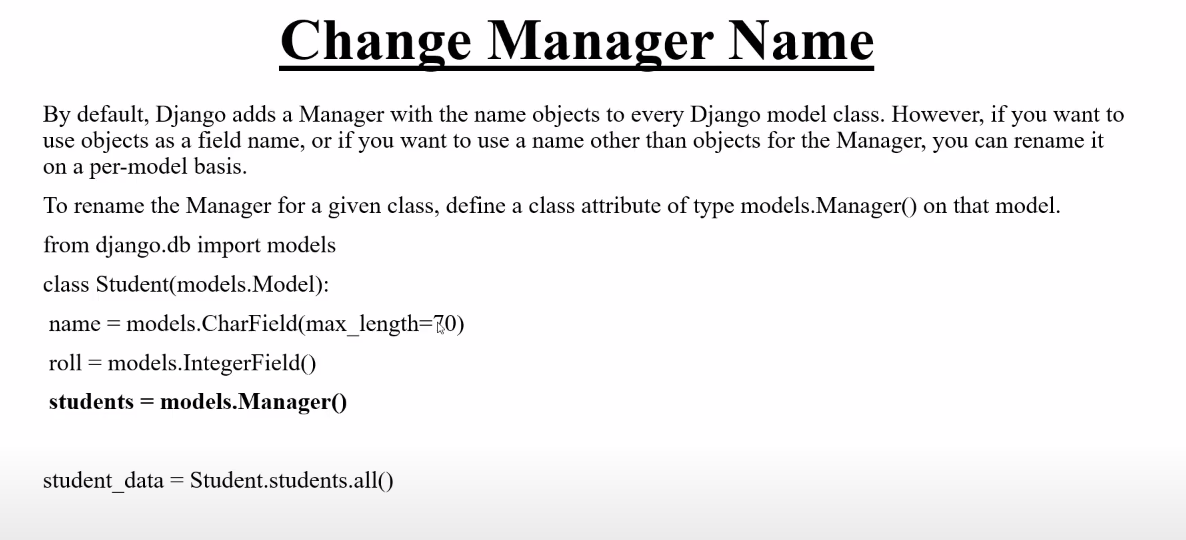 Change Manager Name
By default, Django adds a Manager with the name objects to every Django model class. However, if you want to
use objects as a field name, or if you want to use a name other than objects for the Manager, you can rename it
on a per-model basis.
To rename the Manager for a given class, define a class attribute of type models.Manager() on that model.
from django.db import models
class Student(models.Model):
name = models.CharField(max_length=70)
roll = models.IntegerField()
students = models.Manager()
student_data = Student.students.all()